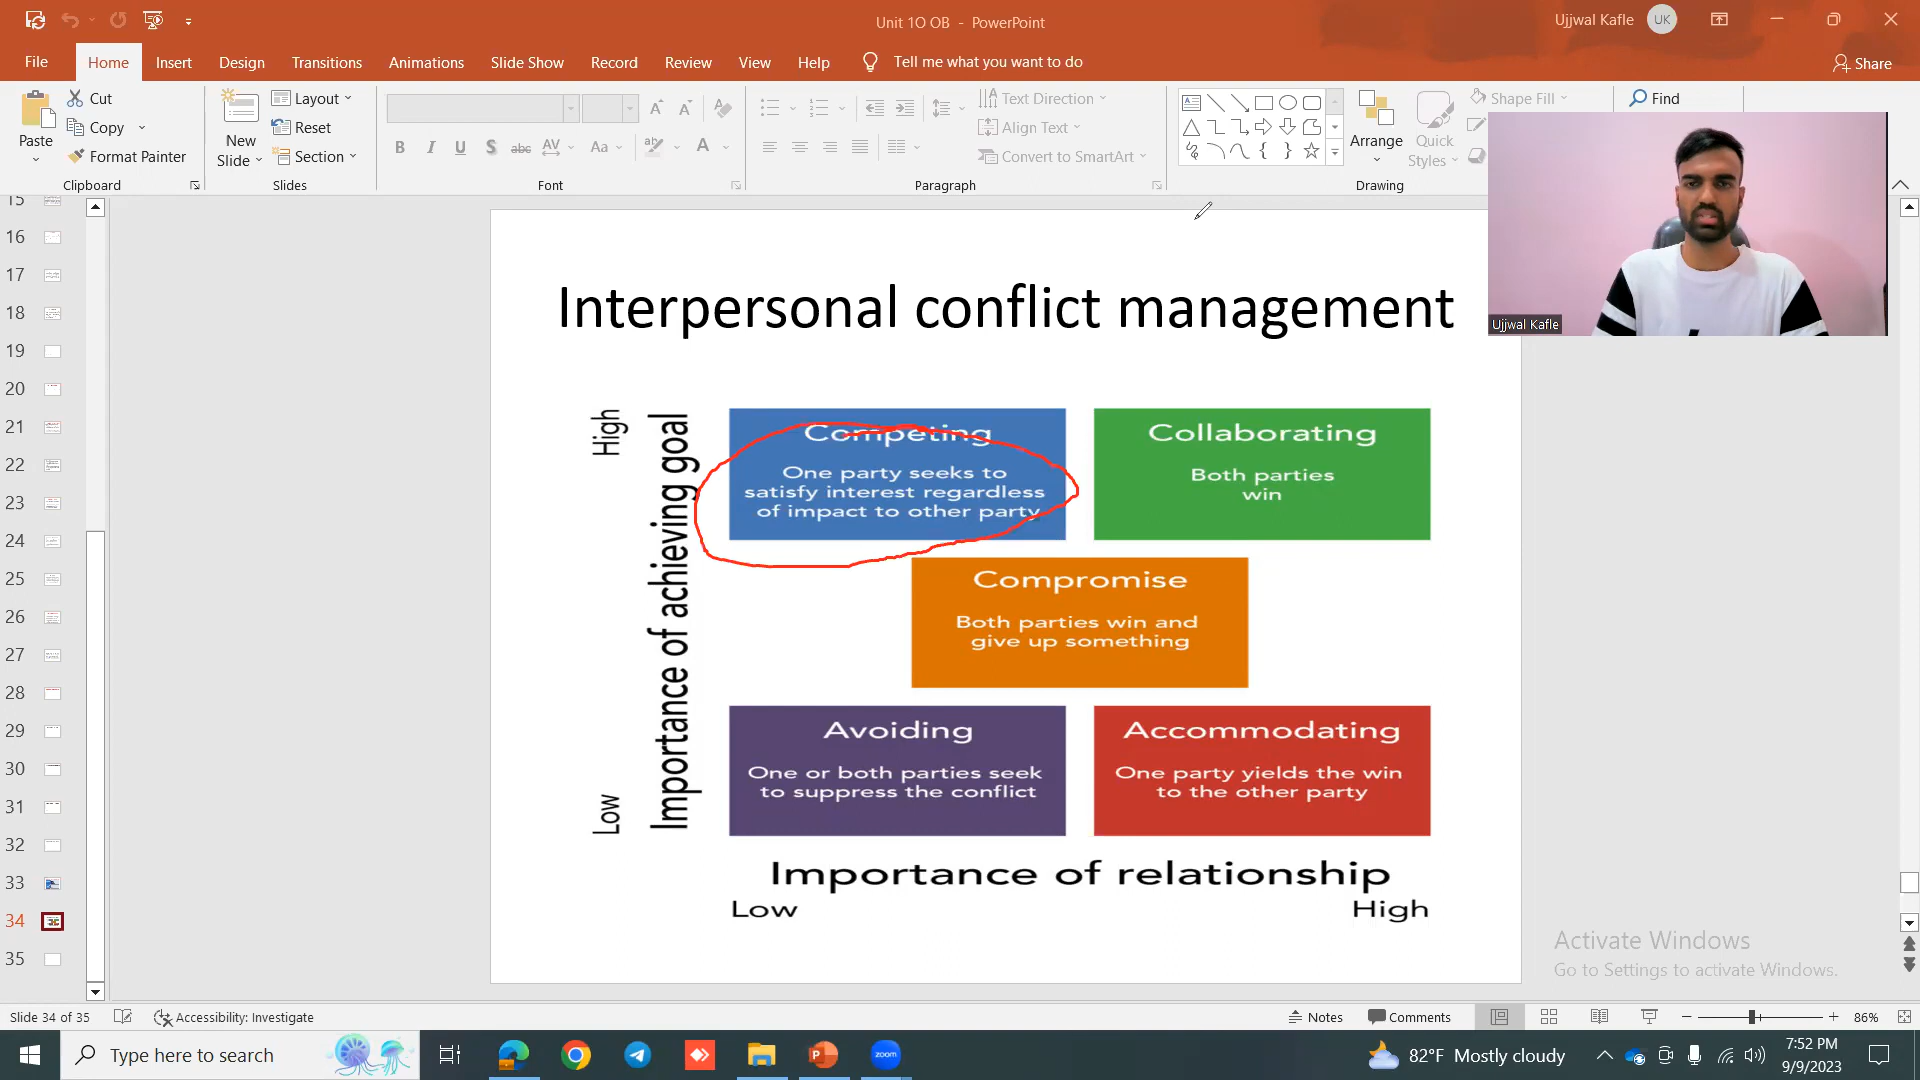 Unit 1O OB - PowerPoint
Ujjwal Kafle
UK
File
Home
Insert
Design
Transitions
Animations
Slide Show
Record
Review
View
Help
Tell me what you want to do
Share
Paste
Cut
Copy
Format Painter
Clipboard
New
Slide
Layout
Reset
Section
Slides
Font
Text Direction
Align Text
Convert to SmartArt
Paragraph
Arrange
Quick
Styles
Shape Fill
Drawing
Find
Ujjwal Kafle
15
16
17
18
19
20
21
22
23
24
25
26
27
28
29
30
31
32
33
34
35
Interpersonal conflict management
High
Importance of achieving goal
Low
Competing
One party seeks to
satisfy interest regardless
of impact to other party
Collaborating
Both parties
win
Compromise
Both parties win and
give up something
Avoiding
One or both parties seek
to suppress the conflict
Accommodating
One party yields the win
to the other party
Importance of relationship
Low
High
Activate Windows
Go to Settings to activate Windows.
Slide 34 of 35
Accessibility: Investigate
Notes
Comments
86%
Type here to search
zoom
82°F Mostly cloudy
7:52 PM
9/9/2023